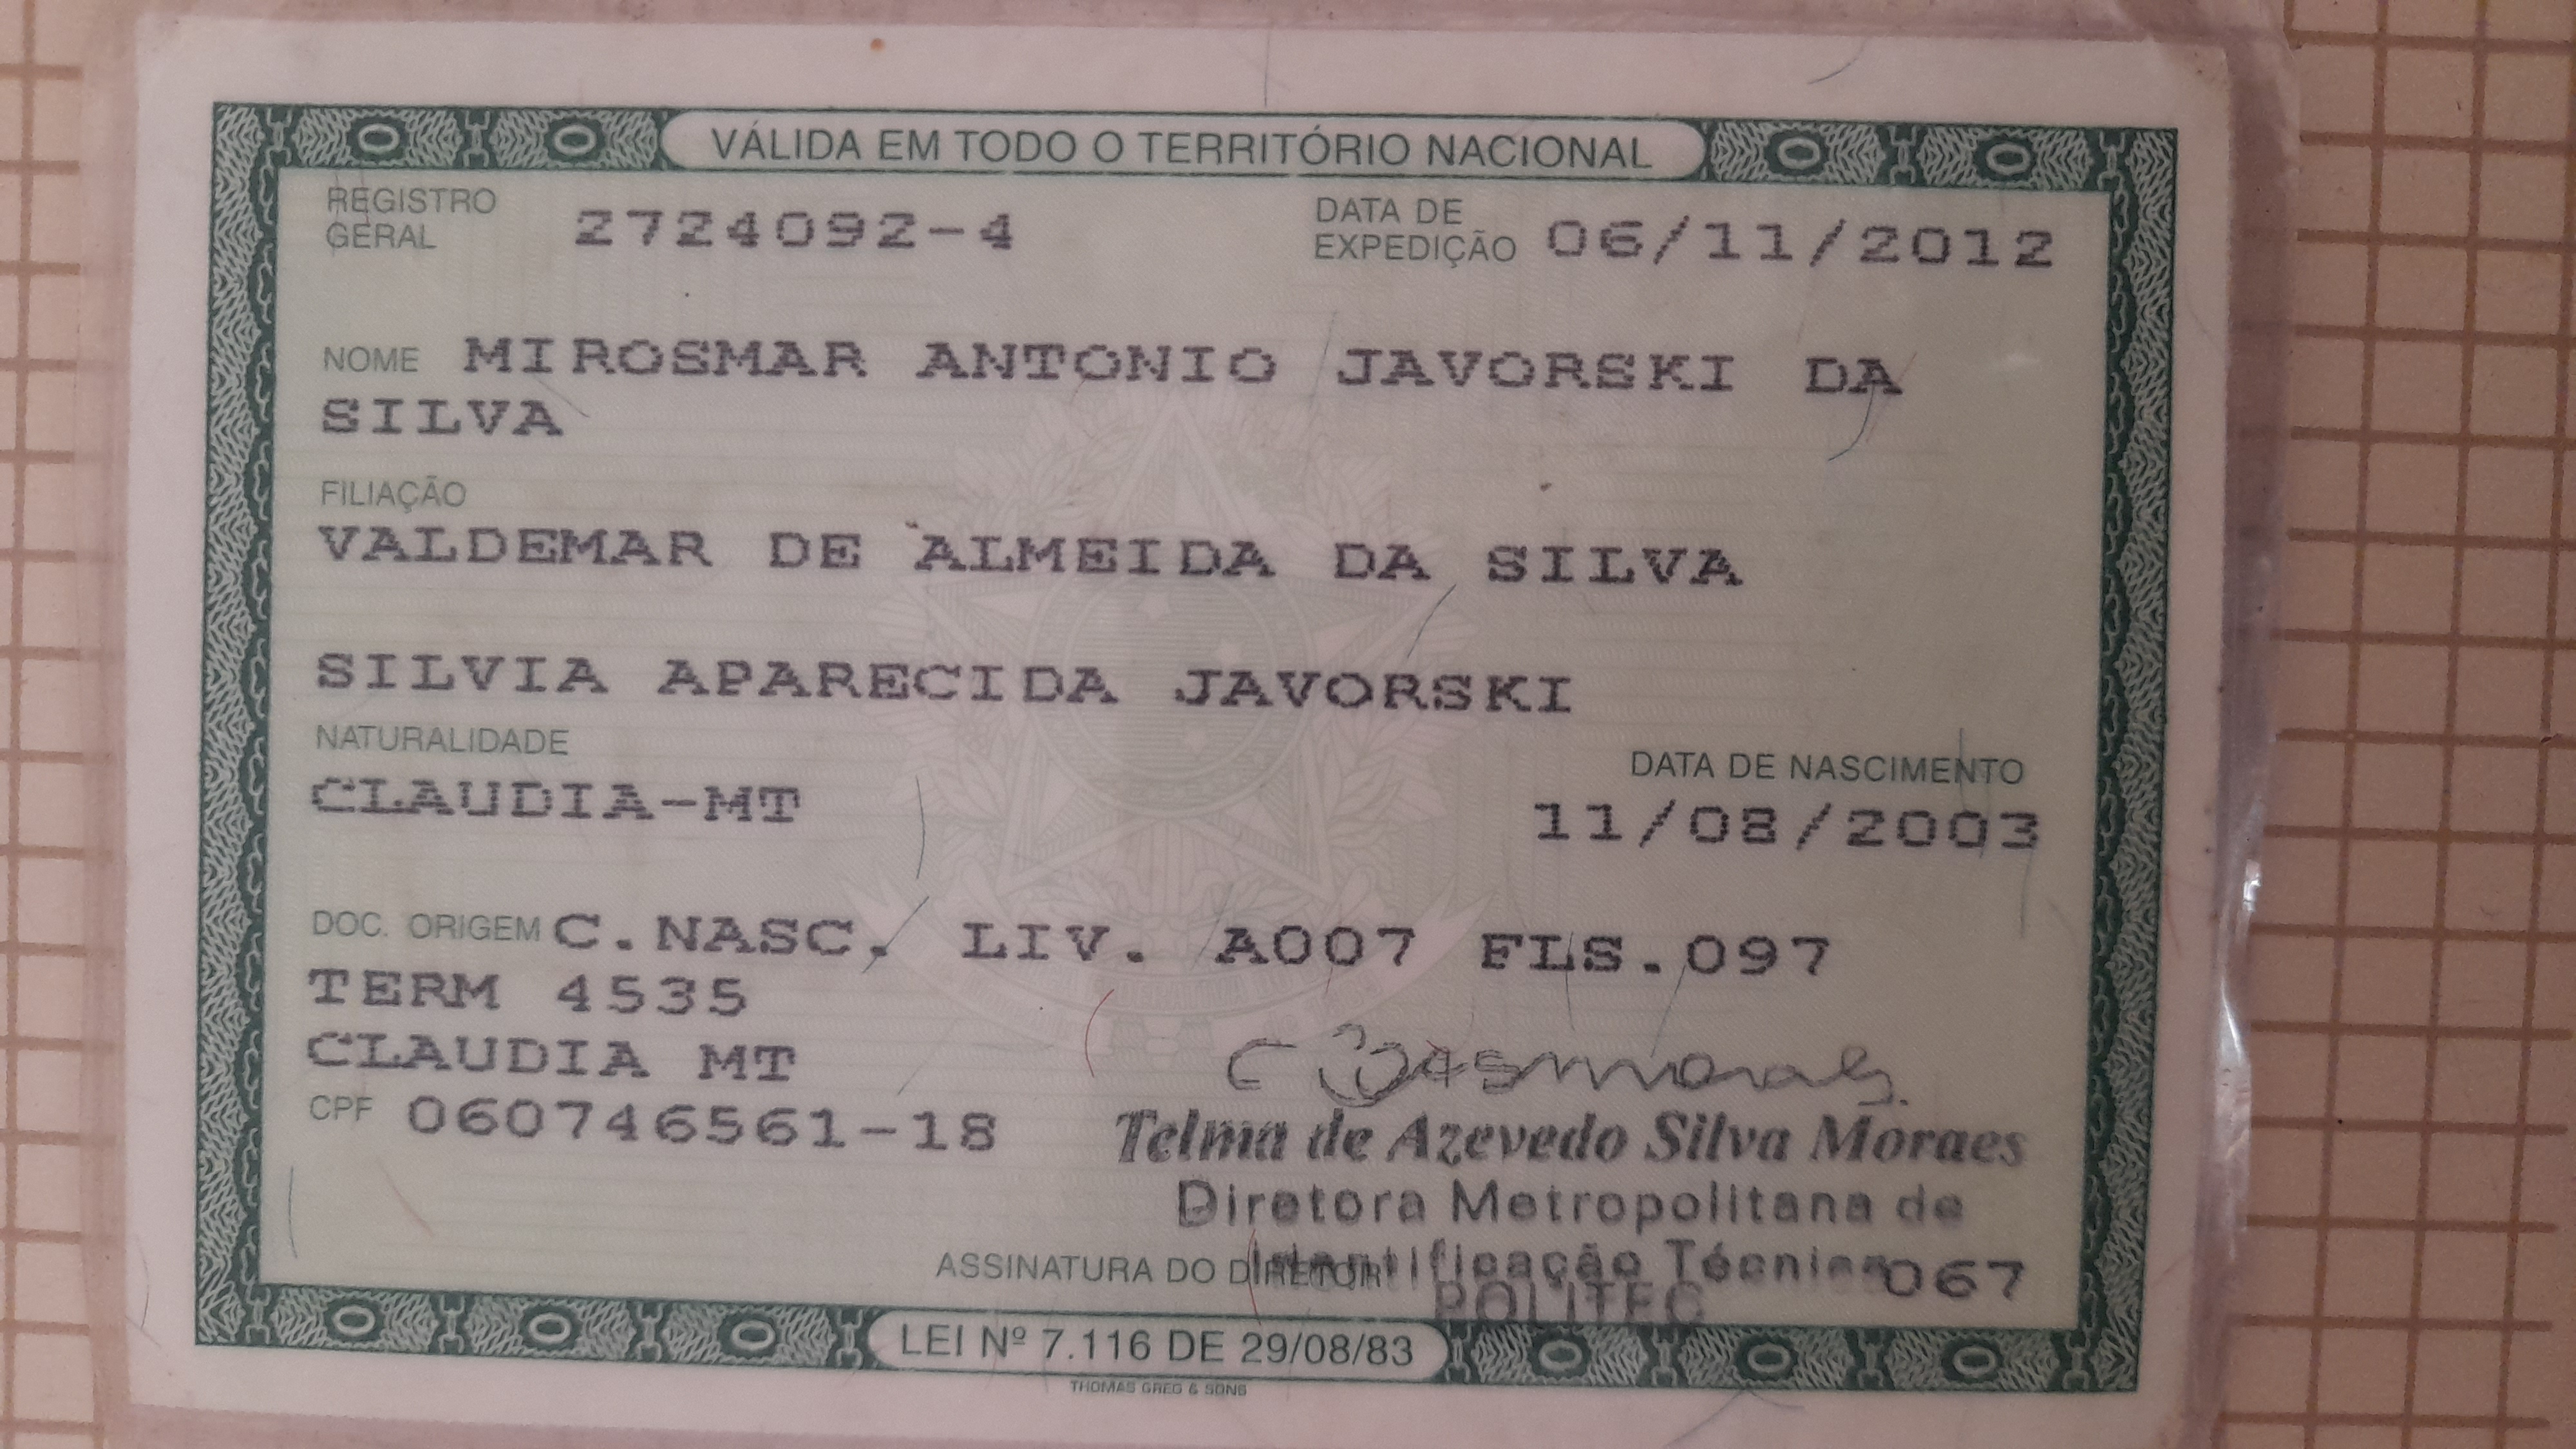 VÁLIDA EM TODO O TERRITÓRIO NACIONAL
REGISTRO GERAL 2724092-4 DATA DE EXPEDIÇÃO 06/11/2012
NOME MIROSMAR ANTONIO JAVORSKI DA
SILVA
FILIAÇÃO
VALDEMAR DE ALMEIDA DA SILVA
SILVIA APARECIDA JAVORSKI
NATURALIDADE DATA DE NASCIMENTO
CLAUDIA-MT 11/08/2003
DOC. ORIGEM C.NASC. LIV. A007 FLS.097
TERM 4535
CLAUDIA MT
CPF 060746561-18
Telma de Azevedo Silva Moraes
Diretora Metropolitana de
Identificação Técnica 067
ASSINATURA DO DIRETOR
POLITEC
LEI Nº 7.116 DE 29/08/83
THOMAS GREG & SONS